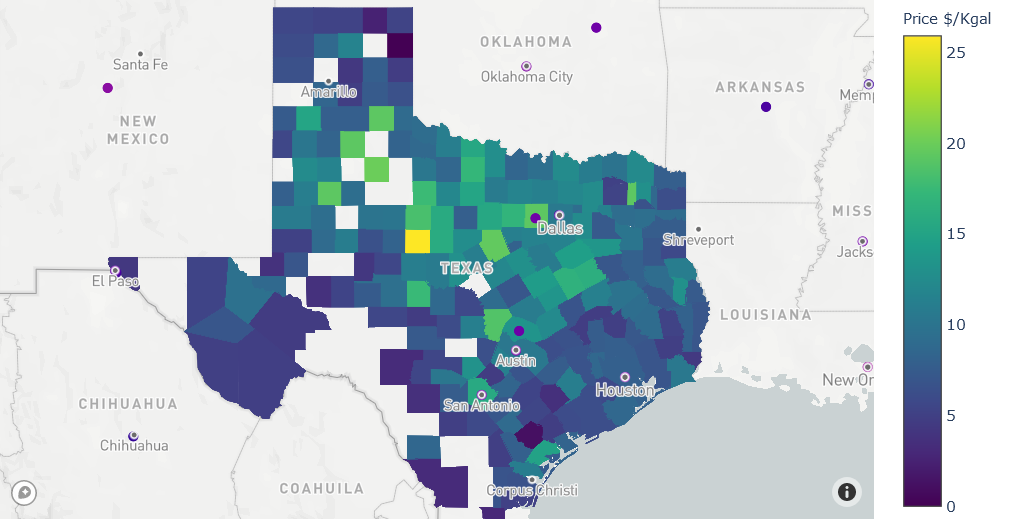 Price $/Kgal
25
20
15
10
5
0
OKLAHOMA
Oklahoma City
Santa Fe
Amarillo
ARKANSAS
Memp
NEW
MEXICO
MISS
Dallas
Shreveport
Jacks
TEXAS
El Paso
LOUISIANA
Austin
New Or
Houston
CHIHUAHUA
San Antonio
Chihuahua
COAHUILA
Corpus Christi